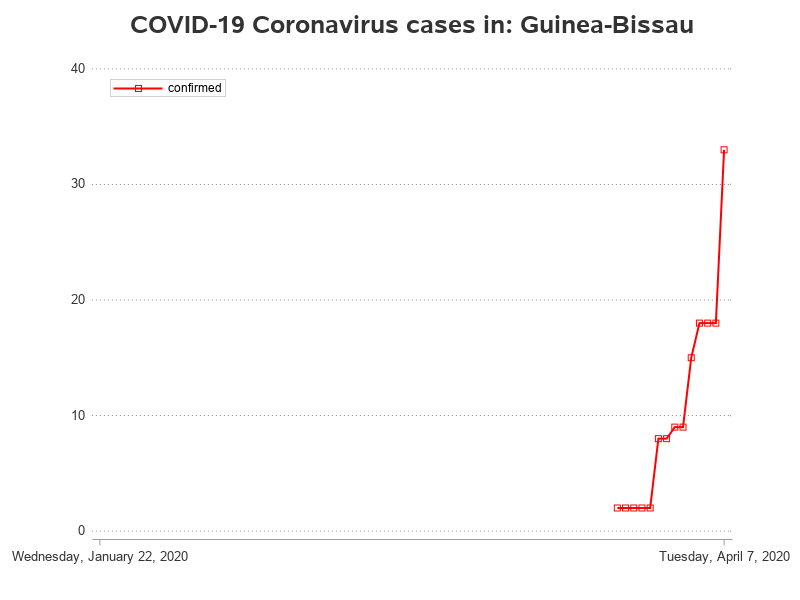 COVID-19 Coronavirus cases in: Guinea-Bissau
40
confirmed
30
20
10
0
Wednesday, January 22, 2020
Tuesday, April 7, 2020